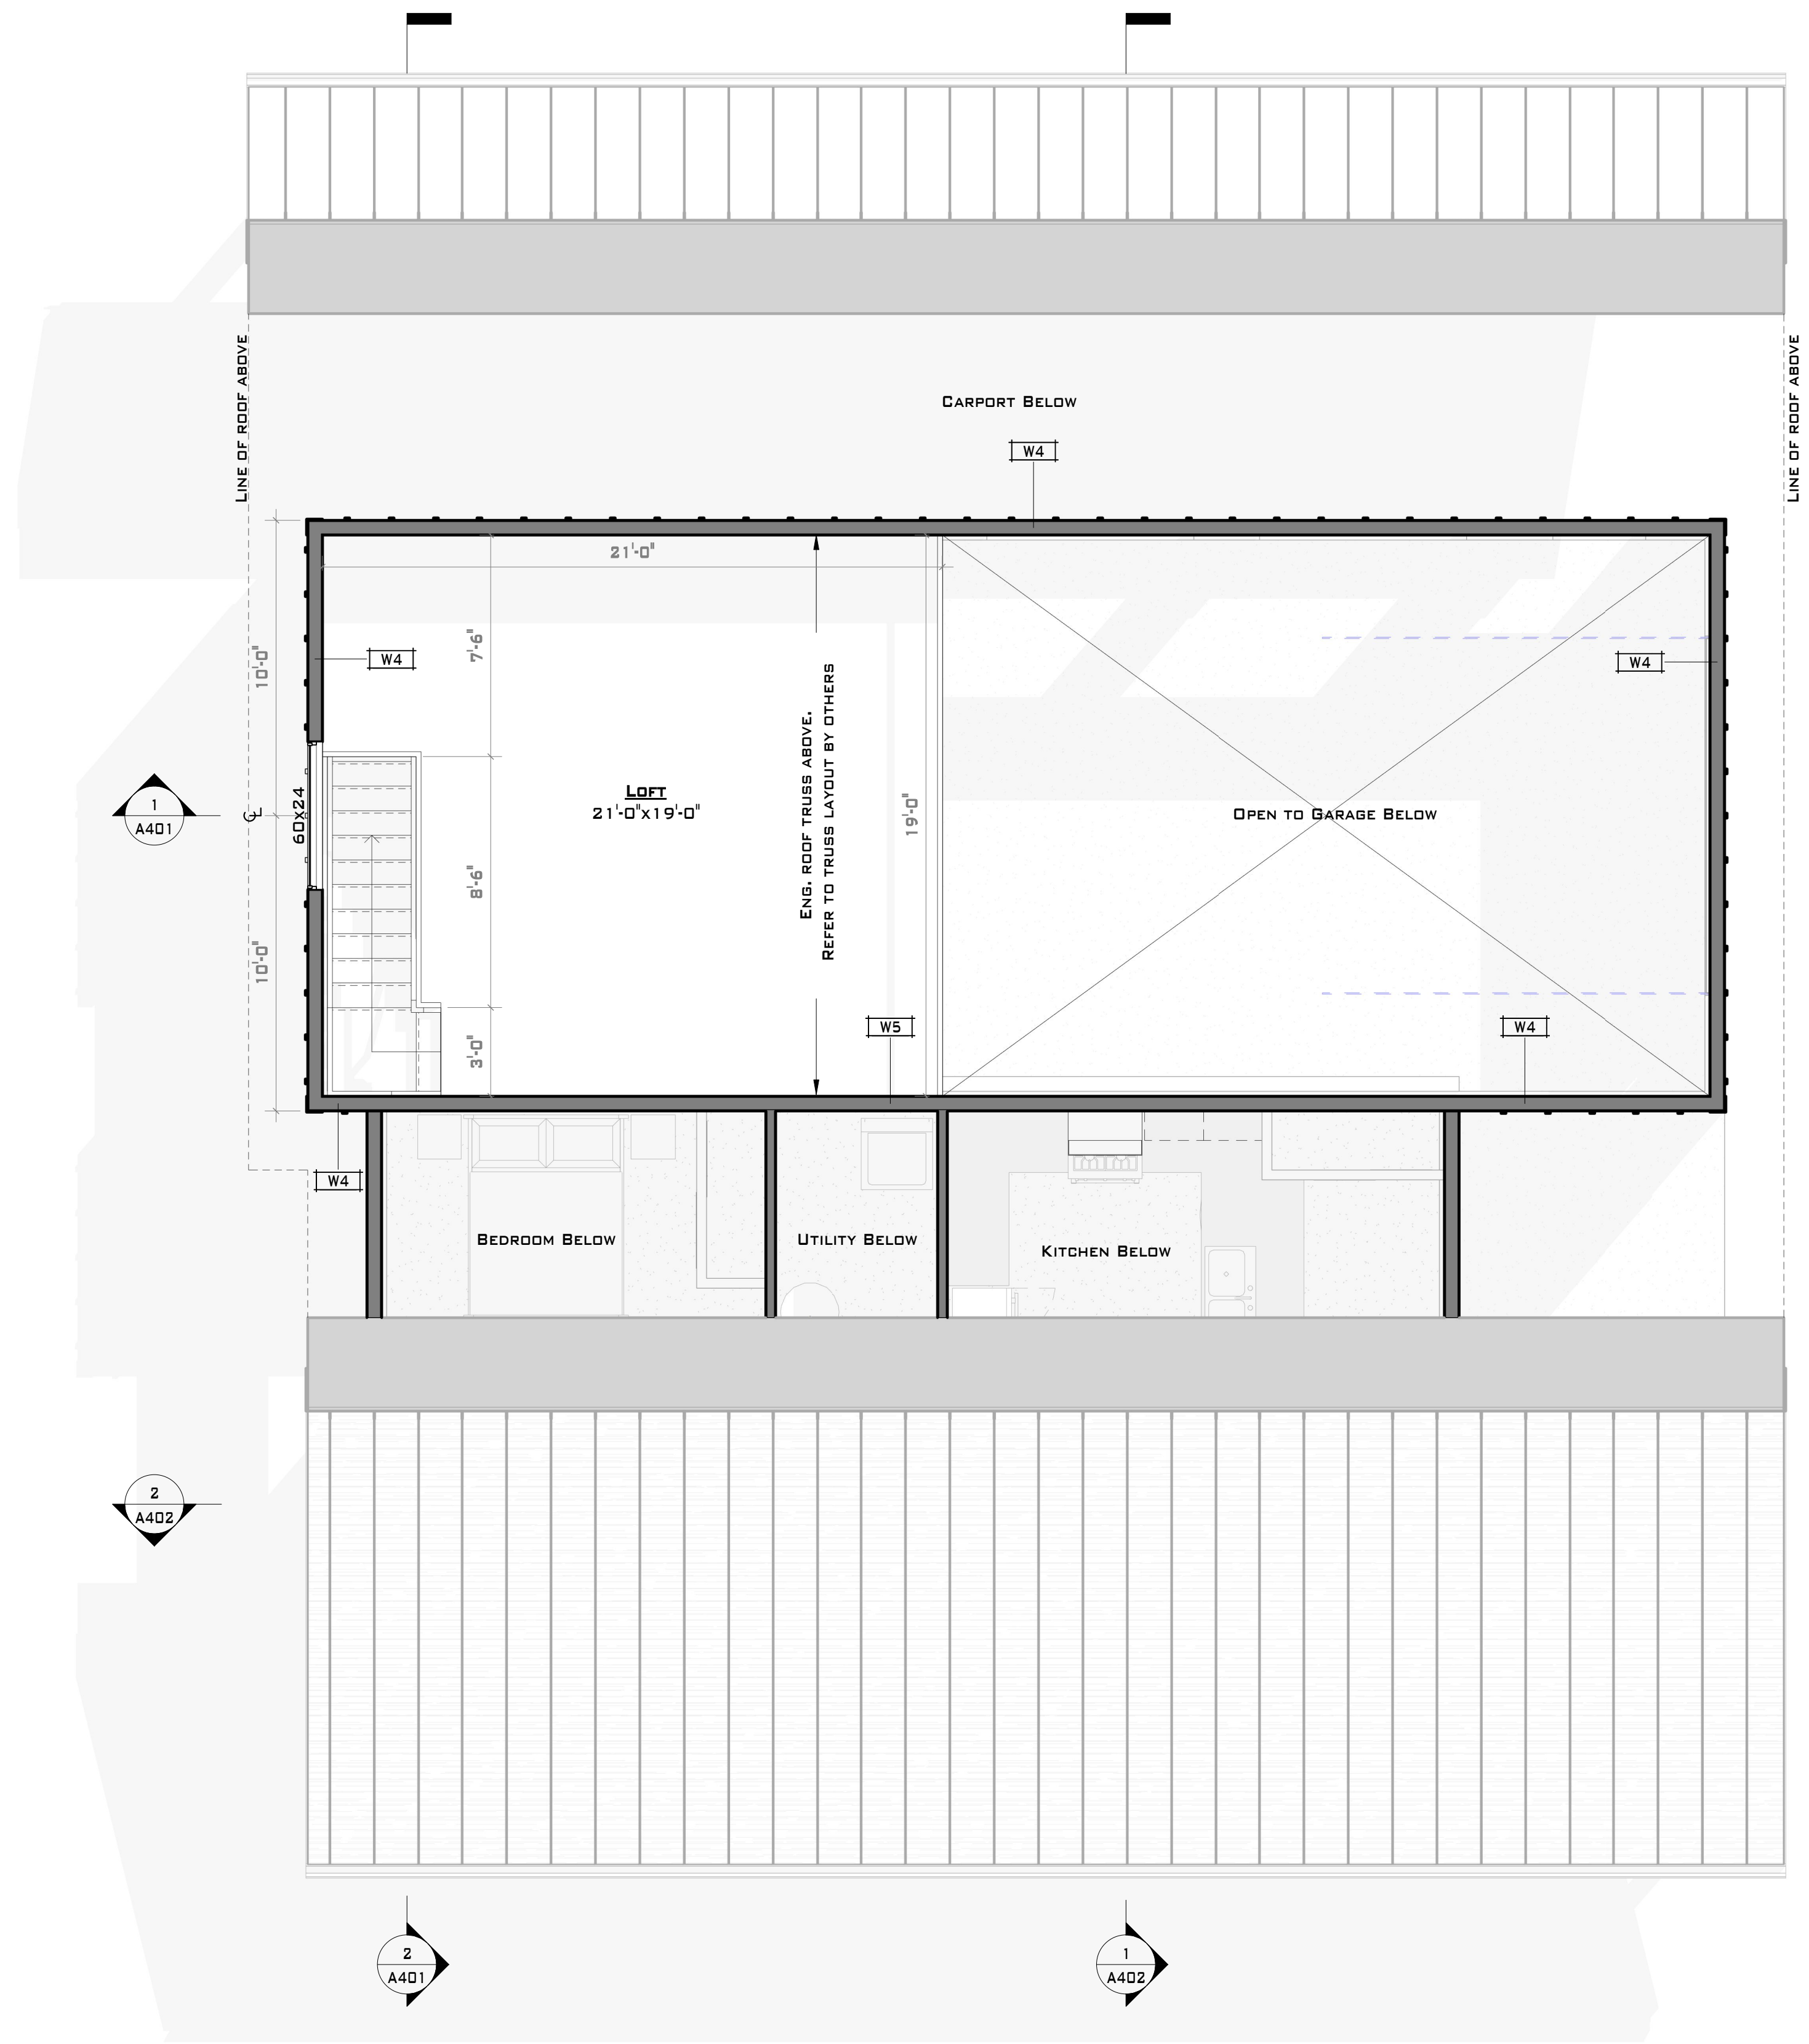 LINE OF ROOF ABOVE
LINE OF ROOF ABOVE
CARPORT BELOW
W4
21'-0"
10'-0"
7'-6"
W4
W4
1
A401
CL
60x24
LOFT
21'-0"x19'-0"
ENG. ROOF TRUSS ABOVE.
REFER TO TRUSS LAYOUT BY OTHERS
19'-0"
OPEN TO GARAGE BELOW
8'-6"
10'-0"
3'-0"
W5
W4
W4
BEDROOM BELOW
UTILITY BELOW
KITCHEN BELOW
2
A402
2
A401
1
A402